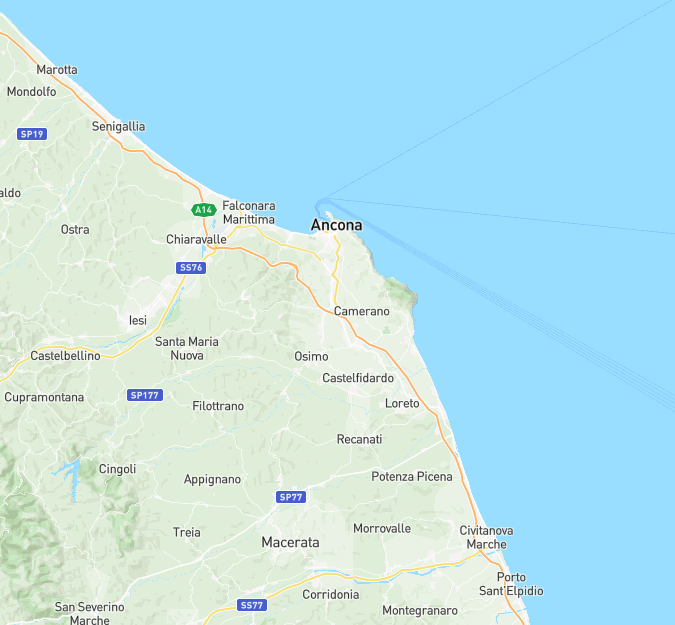 Marotta
Mondolfo
Senigallia
SP19
aldo
A14
Falconara
Marittima
Ancona
Ostra
Chiaravalle
SS76
Iesi
Camerano
Santa Maria
Nuova
Castelbellino
Osimo
Castelfidardo
Cupramontana
SP177
Filottrano
Loreto
Recanati
Cingoli
Appignano
Potenza Picena
SP77
Treia
Morrovalle
Civitanova
Marche
Macerata
Porto
Sant'Elpidio
Corridonia
SS77
San Severino
Marche
Montegranaro